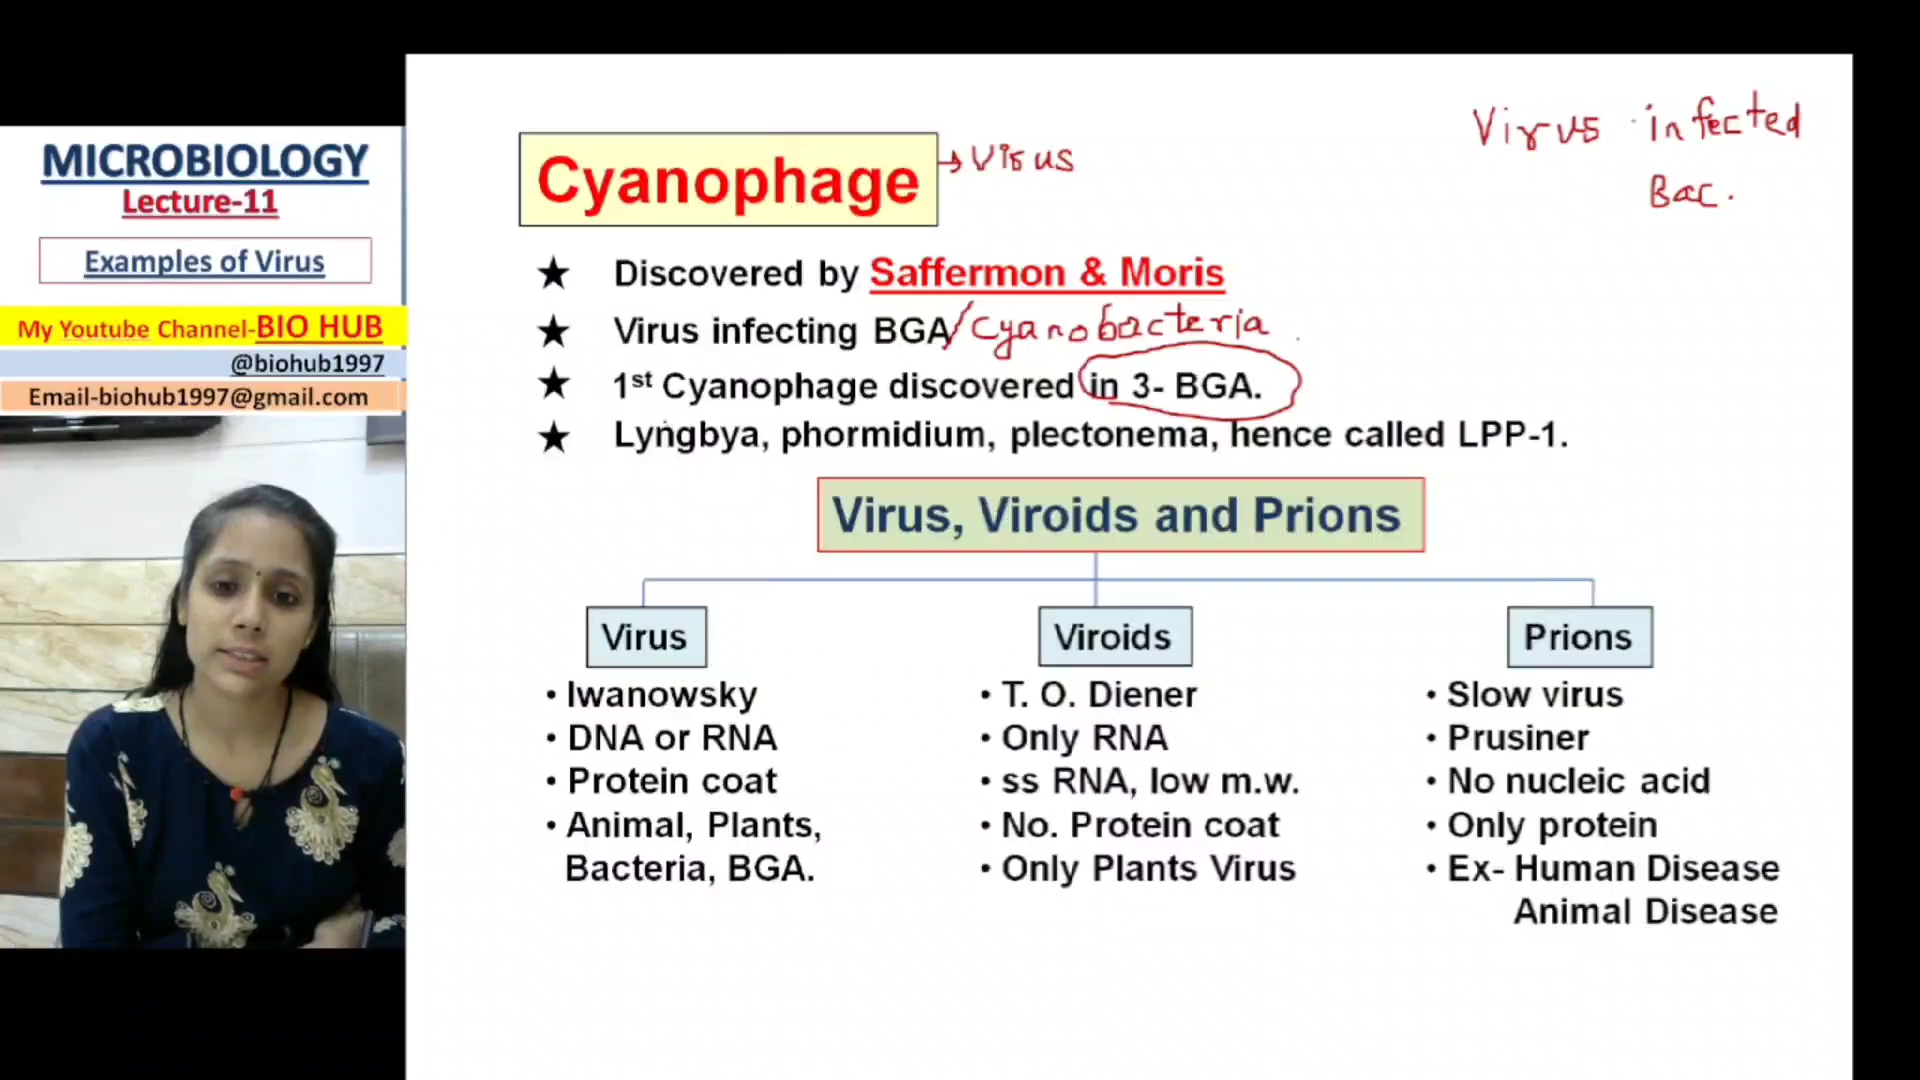 MICROBIOLOGY
Lecture-11
Examples of Virus
My Youtube Channel-BIO HUB
@biohub1997
Email-biohub1997@gmail.com
Virus infected
Bac.
Cyanophage → Virus
★ Discovered by Saffermon & Moris
★ Virus infecting BGA/cyanobacteria
★ 1st Cyanophage discovered in 3- BGA.
★ Lyngbya, phormidium, plectonema, hence called LPP-1.
Virus, Viroids and Prions
Virus
• Iwanowsky
• DNA or RNA
• Protein coat
• Animal, Plants,
Bacteria, BGA.
Viroids
• T. O. Diener
• Only RNA
• ss RNA, low m.w.
• No. Protein coat
• Only Plants Virus
Prions
• Slow virus
• Prusiner
• No nucleic acid
• Only protein
• Ex- Human Disease
Animal Disease